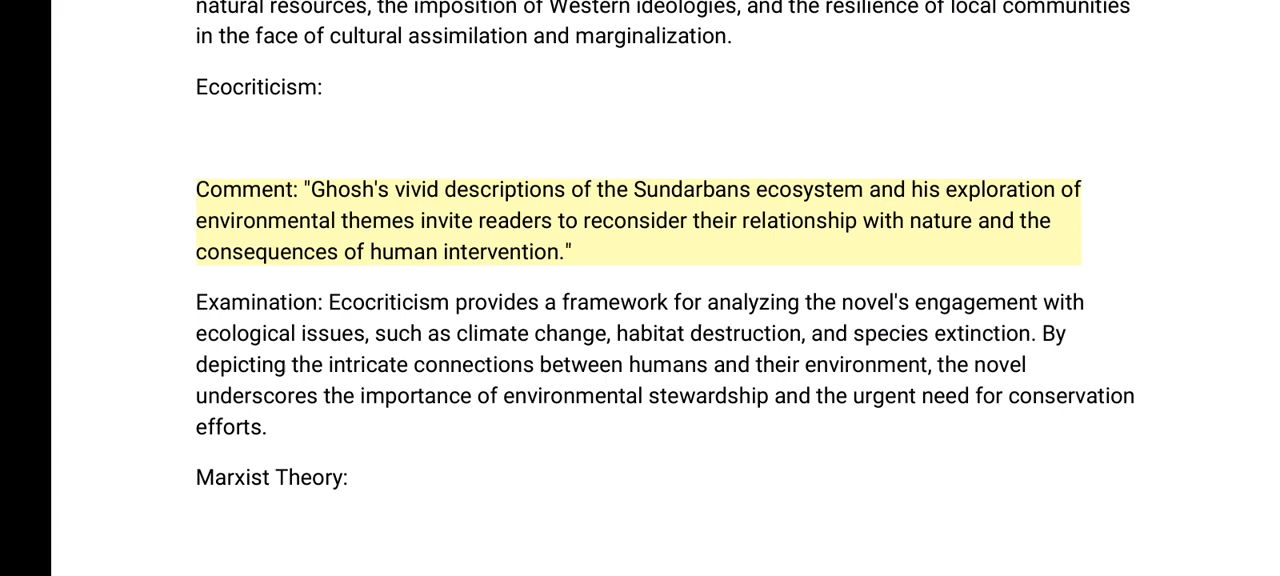 natural resources, the imposition of Western ideologies, and the resilience of local communities
in the face of cultural assimilation and marginalization.
Ecocriticism:
Comment: "Ghosh's vivid descriptions of the Sundarbans ecosystem and his exploration of
environmental themes invite readers to reconsider their relationship with nature and the
consequences of human intervention."
Examination: Ecocriticism provides a framework for analyzing the novel's engagement with
ecological issues, such as climate change, habitat destruction, and species extinction. By
depicting the intricate connections between humans and their environment, the novel
underscores the importance of environmental stewardship and the urgent need for conservation
efforts.
Marxist Theory: